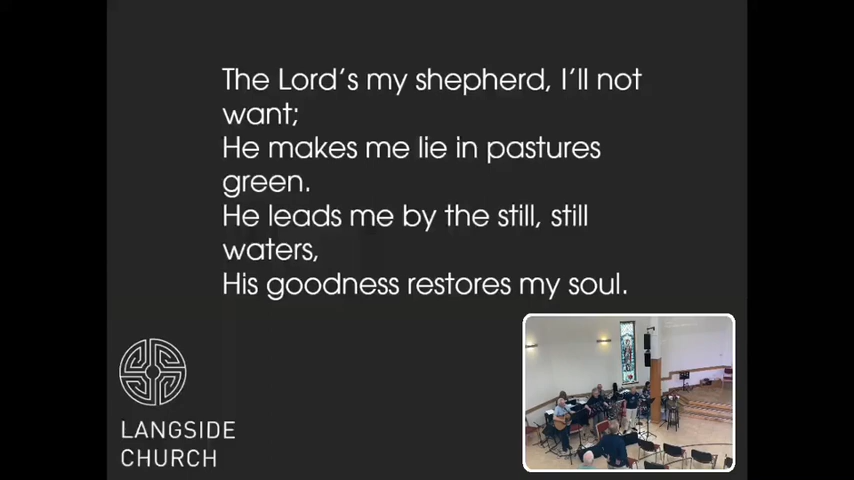 The Lord's my shepherd, I'll not
want;
He makes me lie in pastures
green.
He leads me by the still, still
waters,
His goodness restores my soul.
LANGSIDE
CHURCH